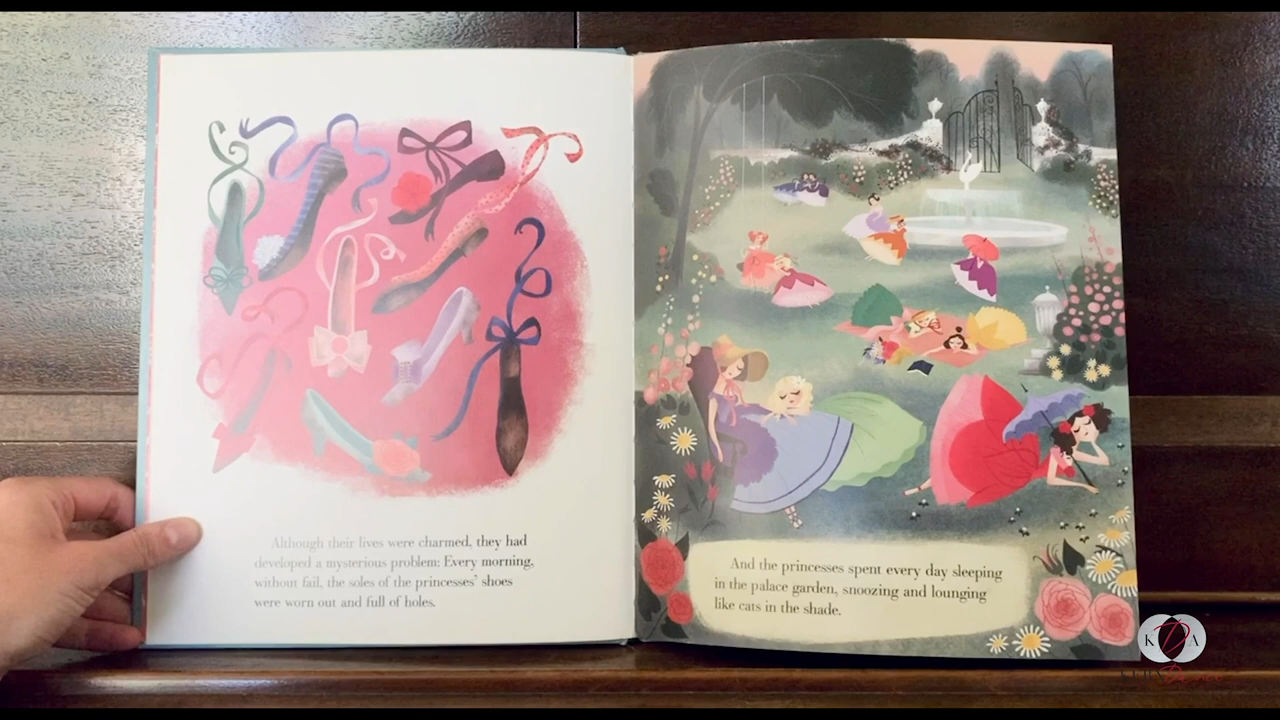 Although their lives were charmed, they had
developed a mysterious problem: Every morning,
without fail, the soles of the princesses' shoes
were worn out and full of holes.
And the princesses spent every day sleeping
in the palace garden, snoozing and lounging
like cats in the shade.
K D A